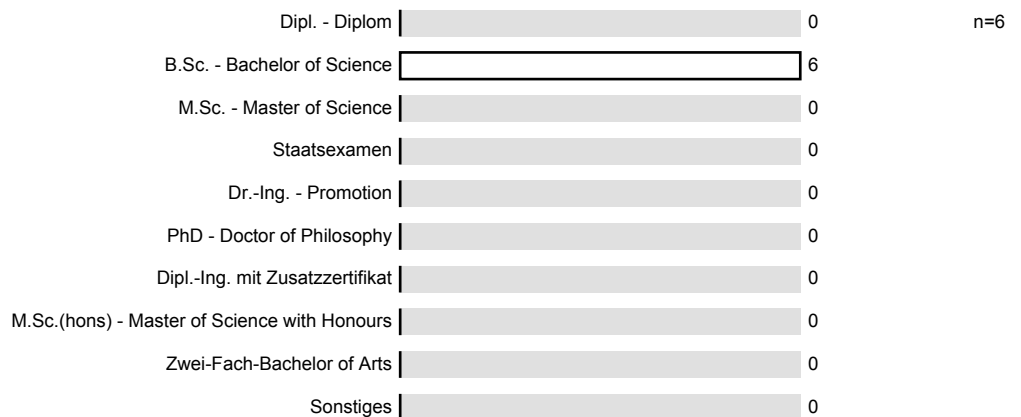 Dipl. - Diplom 0 n=6
B.Sc. - Bachelor of Science 6
M.Sc. - Master of Science 0
Staatsexamen 0
Dr.-Ing. - Promotion 0
PhD - Doctor of Philosophy 0
Dipl.-Ing. mit Zusatzzertifikat 0
M.Sc.(hons) - Master of Science with Honours 0
Zwei-Fach-Bachelor of Arts 0
Sonstiges 0